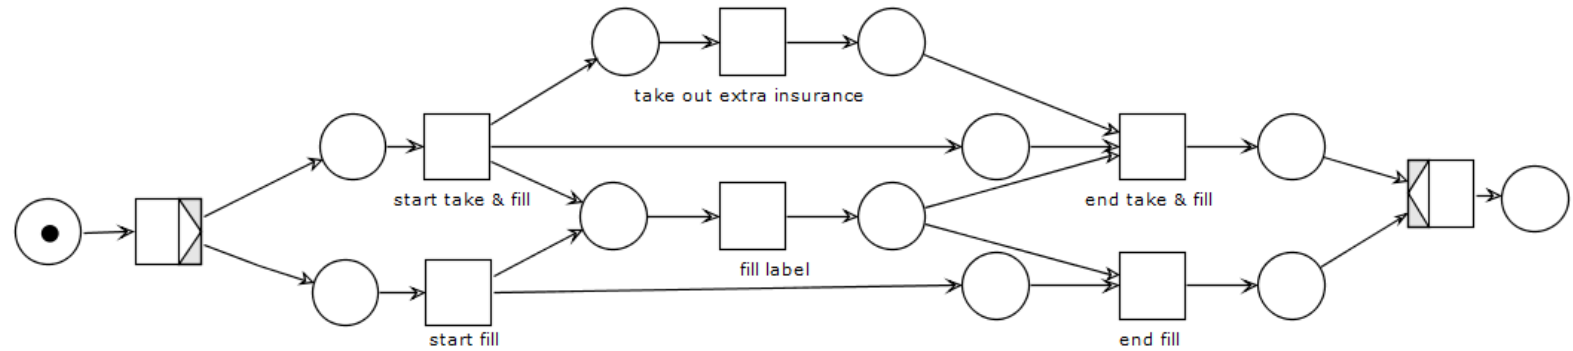 take out extra insurance
start take & fill
end take & fill
fill label
start fill
end fill